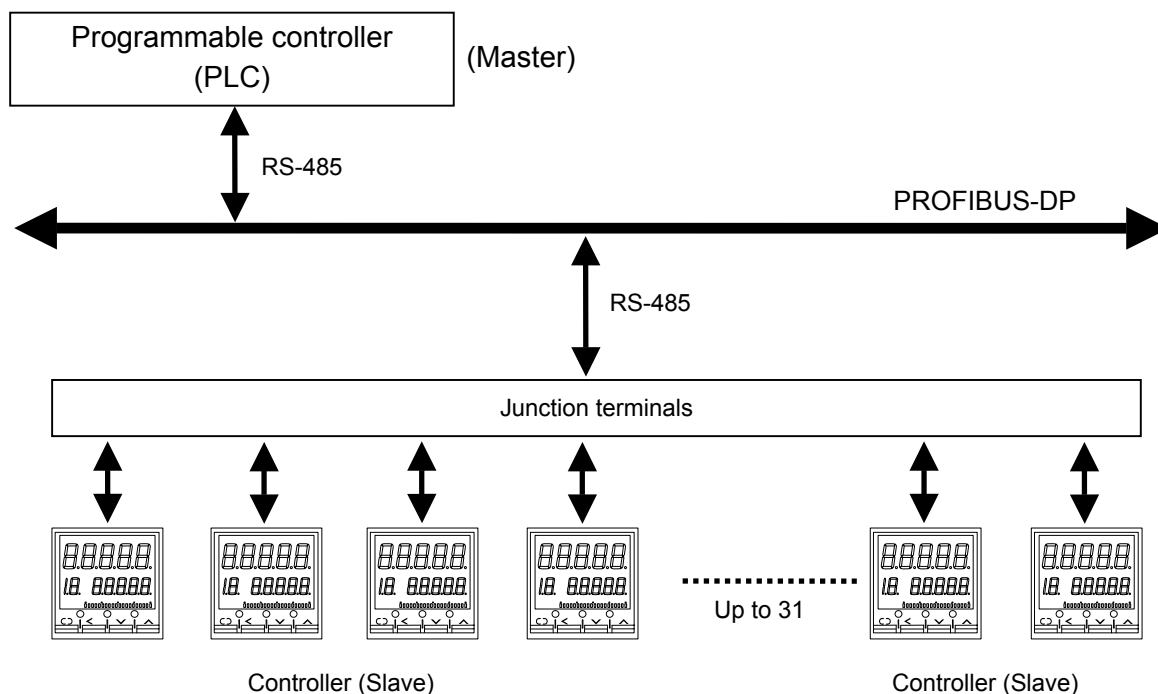 Programmable controller
(PLC)
(Master)
RS-485
PROFIBUS-DP
RS-485
Junction terminals
Up to 31
Controller (Slave)
Controller (Slave)